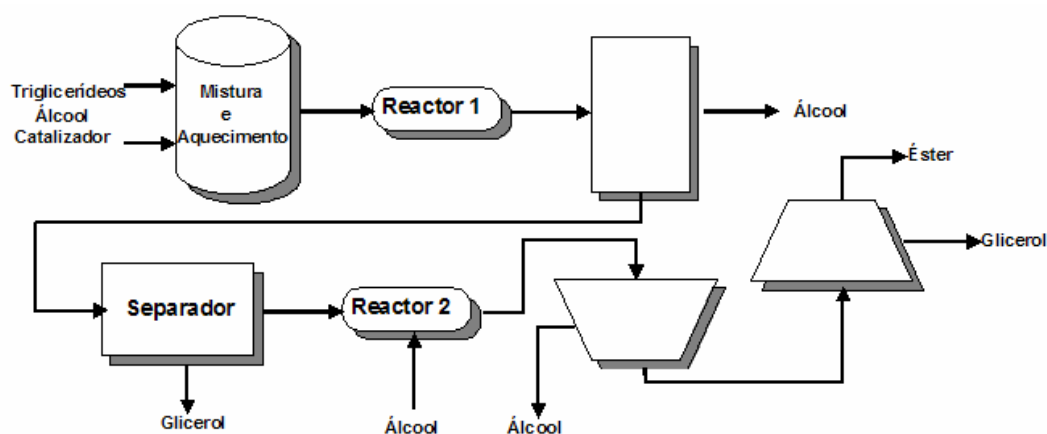 Triglicerídeos
Álcool
Catalizador
Mistura
e
Aquecimento
Reactor 1
Álcool
Éster
Glicerol
Separador
Reactor 2
Glicerol
Álcool
Álcool